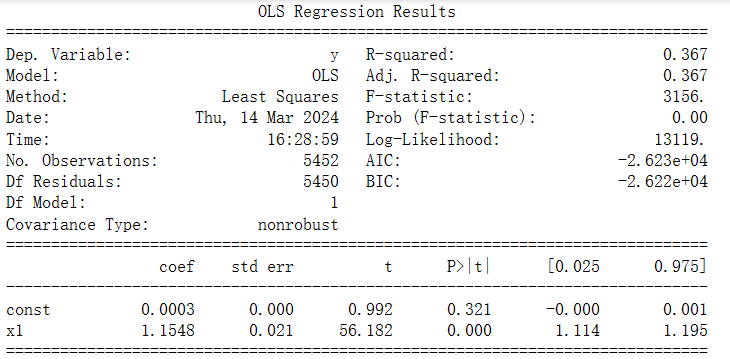 OLS Regression Results
==============================================================================
Dep. Variable:                      y   R-squared:                       0.367
Model:                            OLS   Adj. R-squared:                  0.367
Method:                 Least Squares   F-statistic:                     3156.
Date:                Thu, 14 Mar 2024   Prob (F-statistic):               0.00
Time:                        16:28:59   Log-Likelihood:                 13119.
No. Observations:                5452   AIC:                        -2.623e+04
Df Residuals:                    5450   BIC:                        -2.622e+04
Df Model:                           1
Covariance Type:            nonrobust
==============================================================================
coef    std err          t      P>|t|      [0.025      0.975]
------------------------------------------------------------------------------
const          0.0003      0.000      0.992      0.321      -0.000       0.001
x1             1.1548      0.021     56.182      0.000       1.114       1.195
==============================================================================